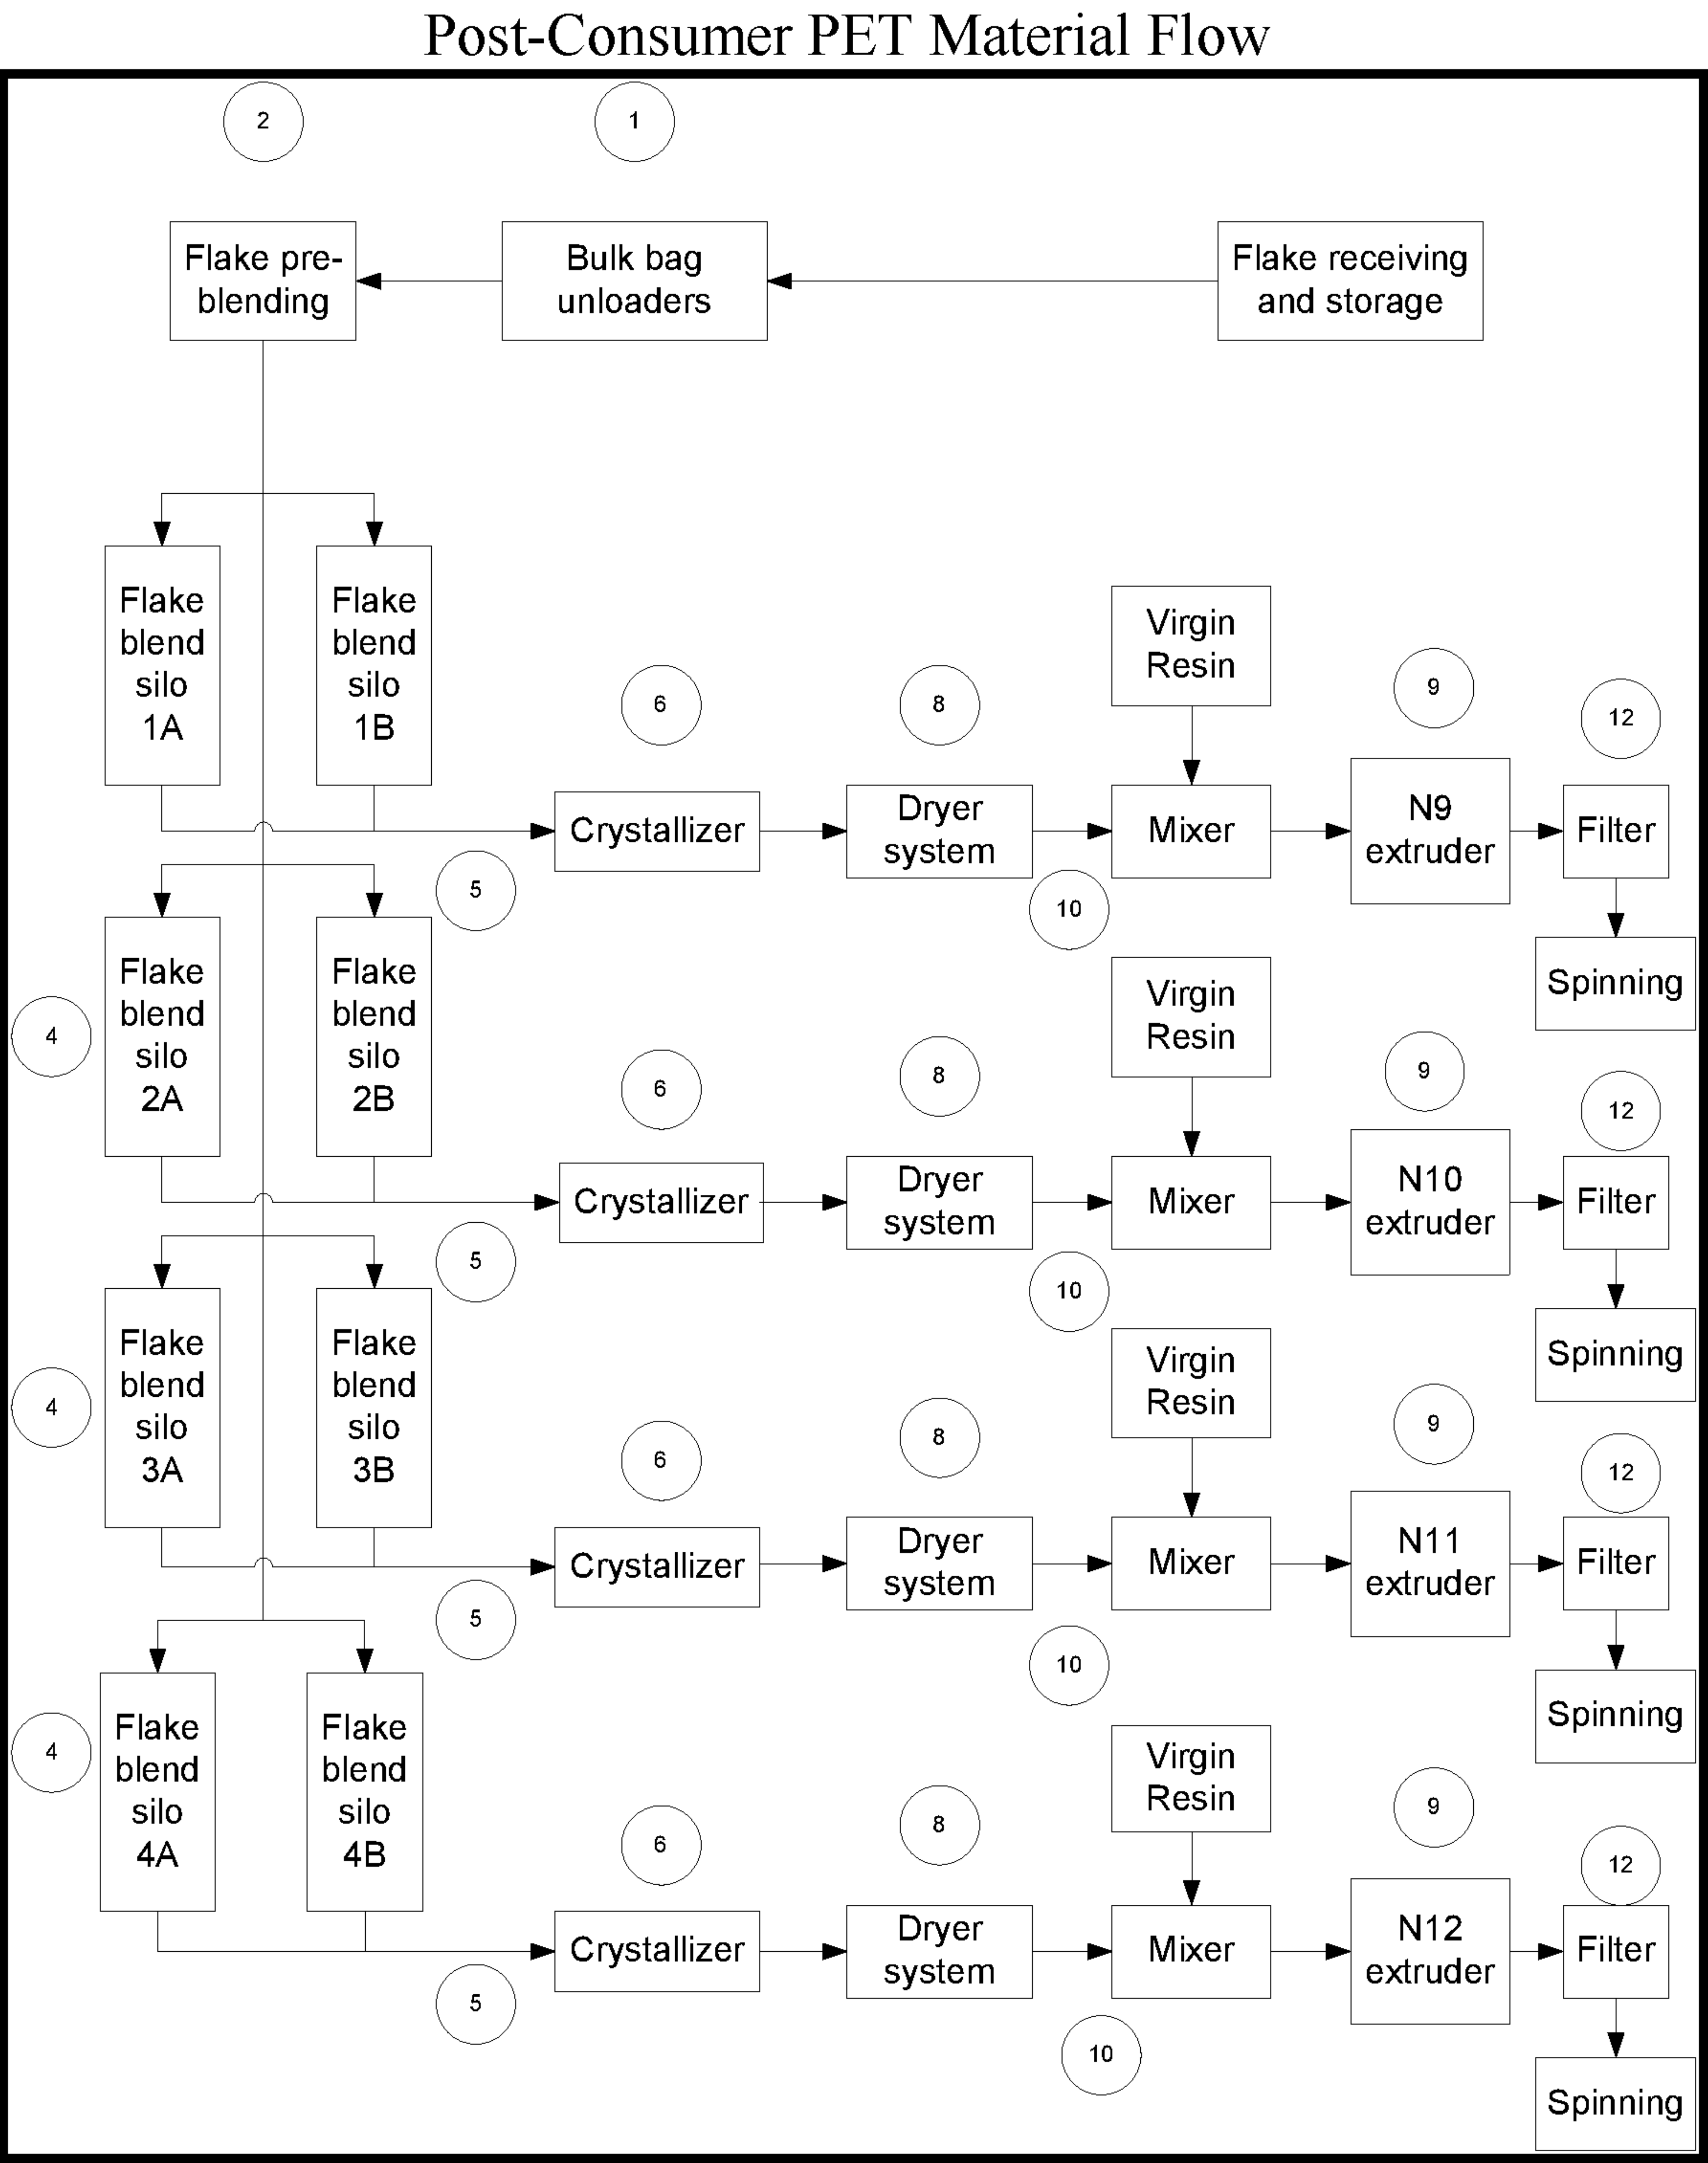 Post-Consumer PET Material Flow
2
1
Flake pre-
blending
Bulk bag
unloaders
Flake receiving
and storage
Flake
blend
silo
1A
Flake
blend
silo
1B
6
8
Virgin
Resin
9
12
Crystallizer
Dryer
system
Mixer
N9
extruder
Filter
5
10
Spinning
4
Flake
blend
silo
2A
Flake
blend
silo
2B
6
8
Virgin
Resin
9
12
Crystallizer
Dryer
system
Mixer
N10
extruder
Filter
5
10
Spinning
4
Flake
blend
silo
3A
Flake
blend
silo
3B
6
8
Virgin
Resin
9
12
Crystallizer
Dryer
system
Mixer
N11
extruder
Filter
5
10
Spinning
4
Flake
blend
silo
4A
Flake
blend
silo
4B
6
8
Virgin
Resin
9
12
Crystallizer
Dryer
system
Mixer
N12
extruder
Filter
5
10
Spinning